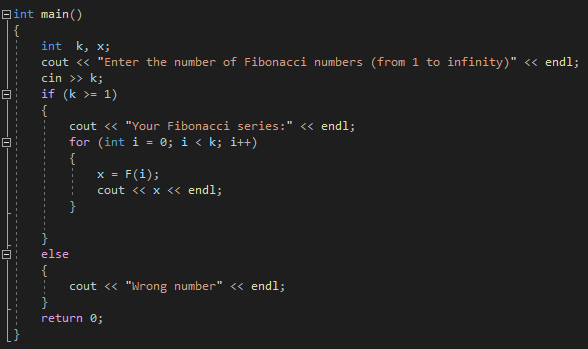 int main()
{
    int  k, x;
    cout << "Enter the number of Fibonacci numbers (from 1 to infinity)" << endl;
    cin >> k;
    if (k >= 1)
    {
        cout << "Your Fibonacci series:" << endl;
        for (int i = 0; i < k; i++)
        {
            x = F(i);
            cout << x << endl;
        }

    }
    else
    {
        cout << "Wrong number" << endl;
    }
    return 0;
}